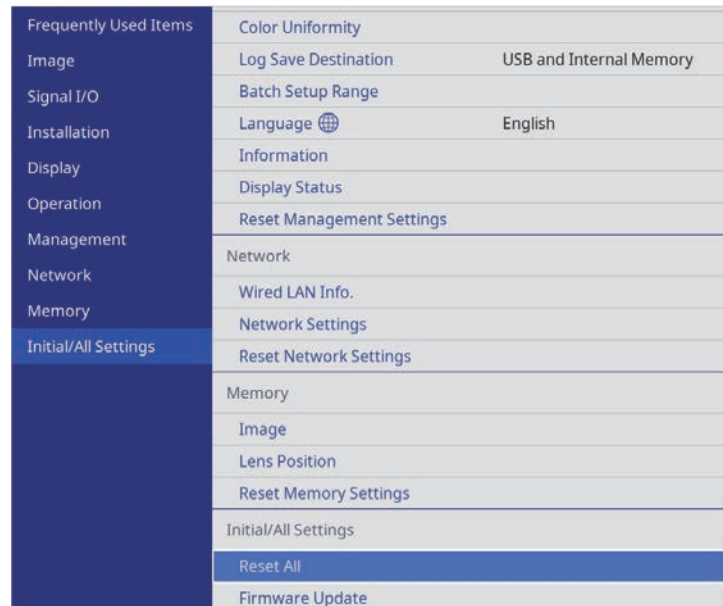 Frequently Used Items
Image
Signal I/O
Installation
Display
Operation
Management
Network
Memory
Initial/All Settings
Color Uniformity
Log Save Destination USB and Internal Memory
Batch Setup Range
Language English
Information
Display Status
Reset Management Settings
Network
Wired LAN Info.
Network Settings
Reset Network Settings
Memory
Image
Lens Position
Reset Memory Settings
Initial/All Settings
Reset All
Firmware Update